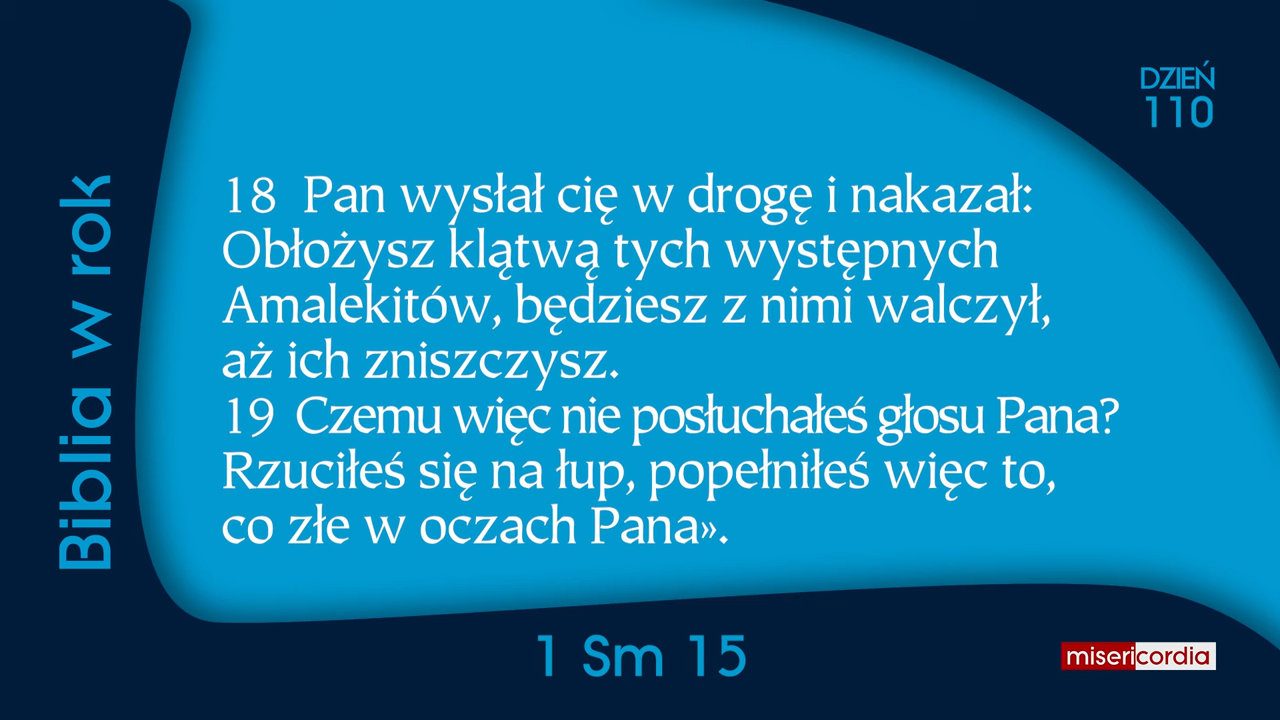 DZIEŃ
110
Biblia w rok
18 Pan wysłał cię w drogę i nakazał:
Obłożysz klątwą tych występnych
Amalekitów, będziesz z nimi walczył,
aż ich zniszczysz.
19 Czemu więc nie posłuchałeś głosu Pana?
Rzuciłeś się na łup, popełniłeś więc to,
co złe w oczach Pana».
1 Sm 15
misericordia